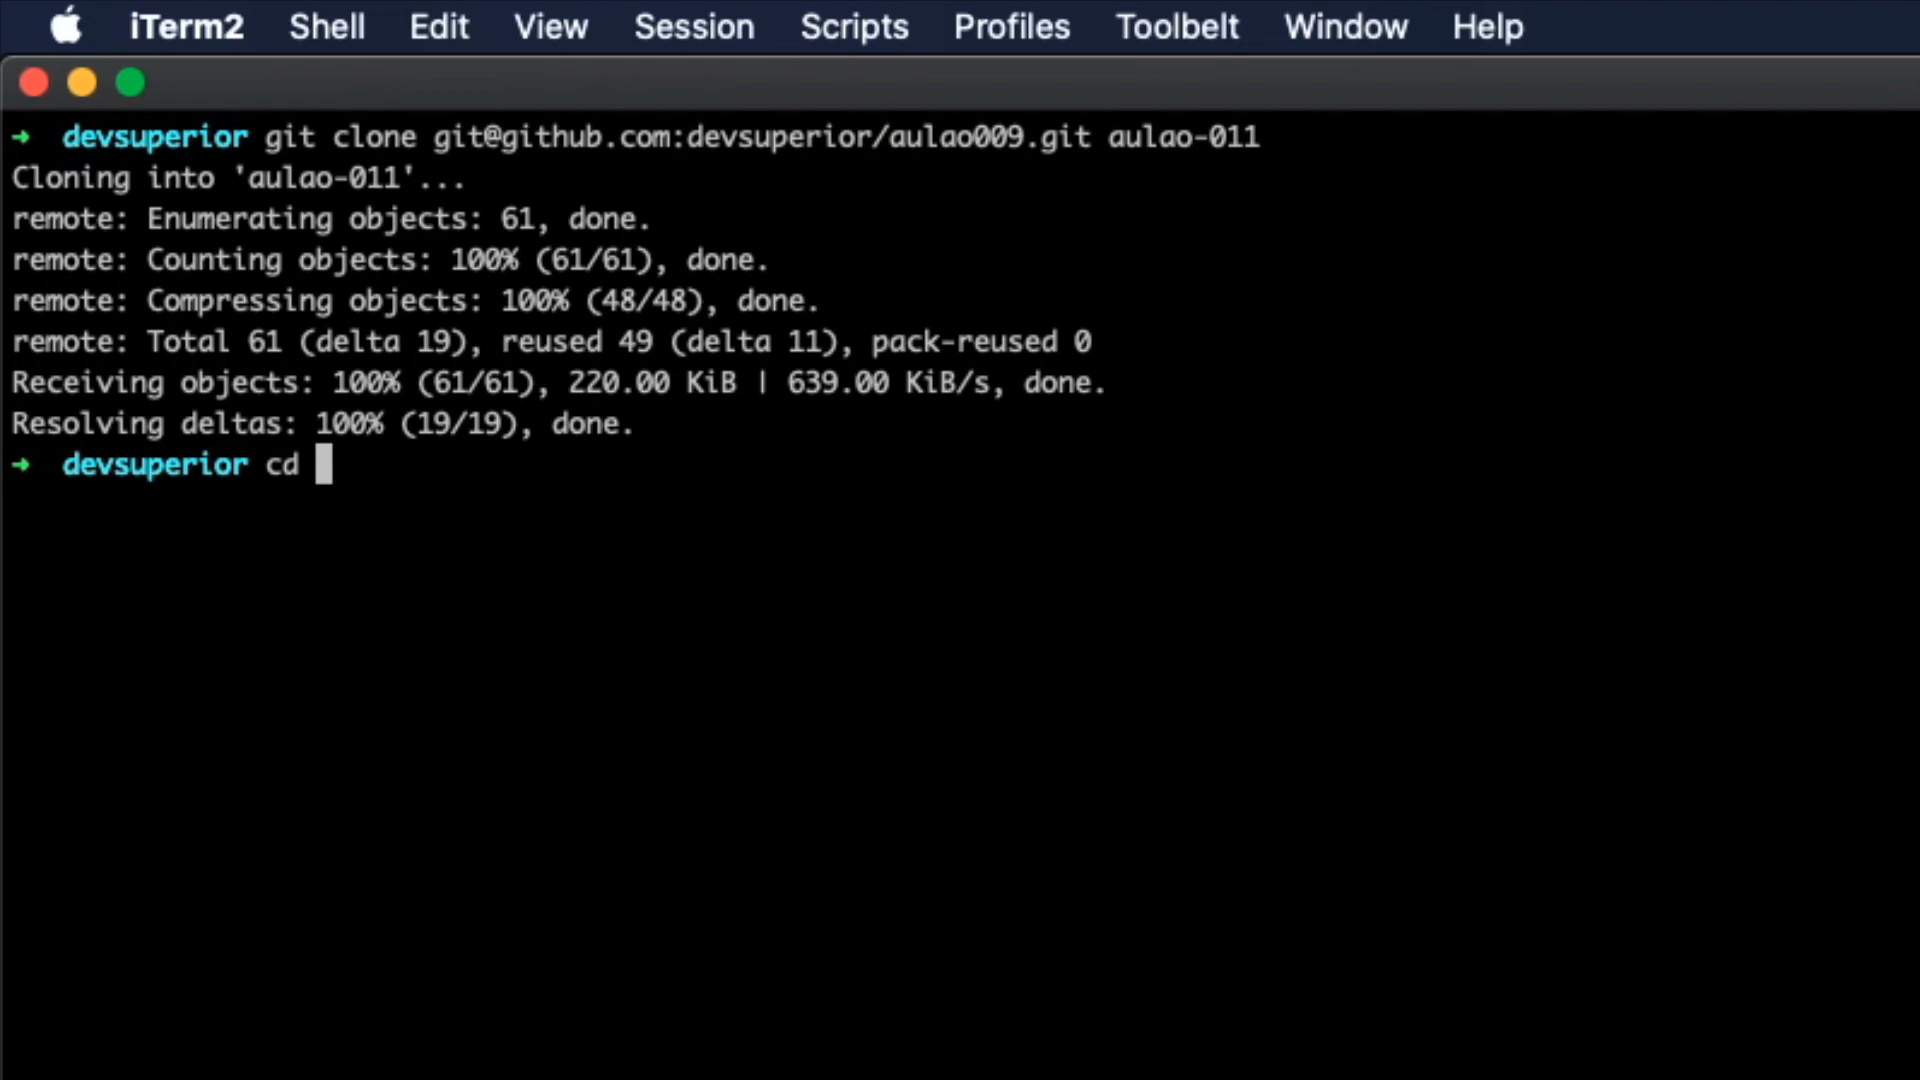 iTerm2 Shell Edit View Session Scripts Profiles Toolbelt Window Help
➜ devsuperior git clone git@github.com:devsuperior/aulao009.git aulao-011
Cloning into 'aulao-011'...
remote: Enumerating objects: 61, done.
remote: Counting objects: 100% (61/61), done.
remote: Compressing objects: 100% (48/48), done.
remote: Total 61 (delta 19), reused 49 (delta 11), pack-reused 0
Receiving objects: 100% (61/61), 220.00 KiB | 639.00 KiB/s, done.
Resolving deltas: 100% (19/19), done.
➜ devsuperior cd